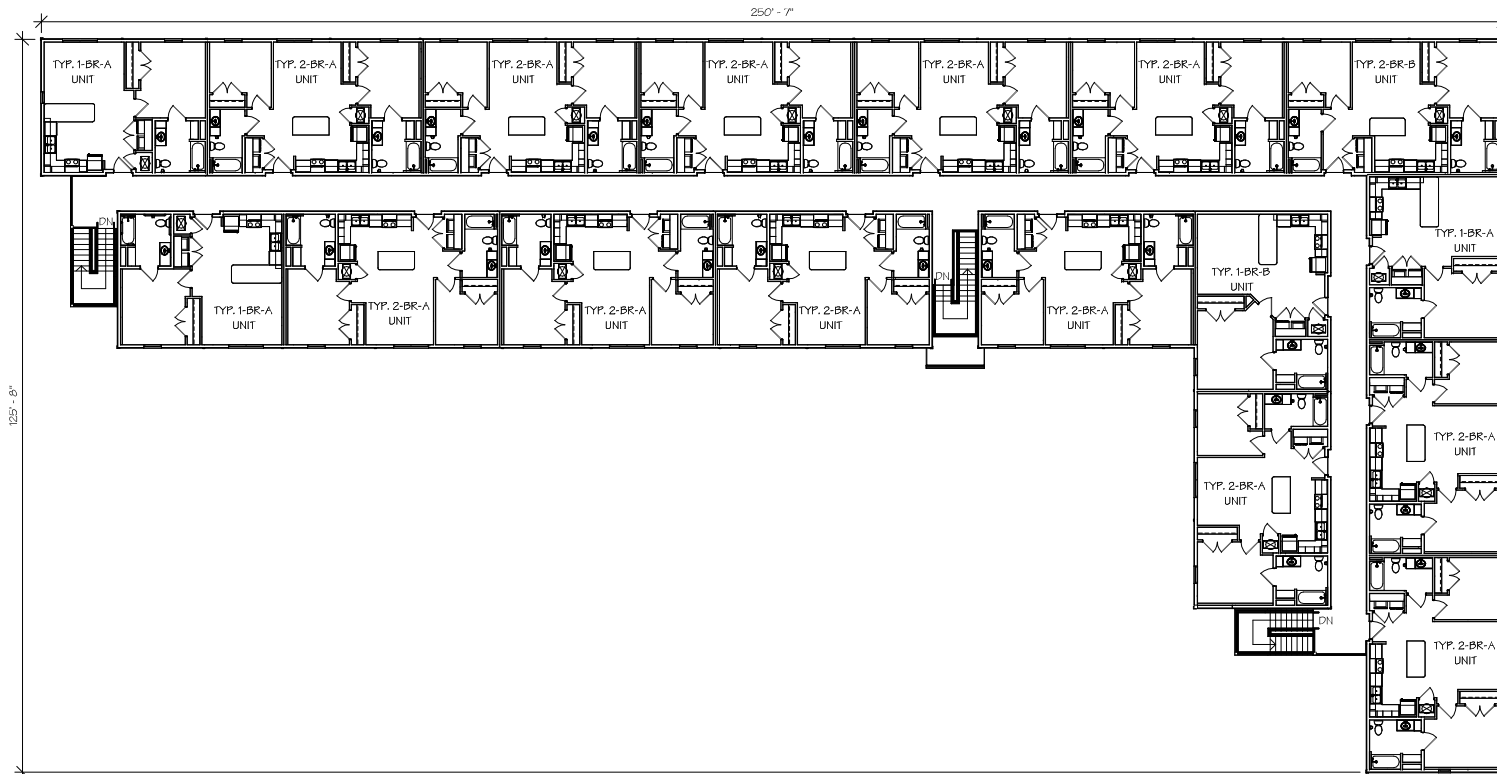 250' - 7"
TYP. 1-BR-A
UNIT
TYP. 2-BR-A
UNIT
TYP. 2-BR-A
UNIT
TYP. 2-BR-A
UNIT
TYP. 2-BR-A
UNIT
TYP. 2-BR-A
UNIT
TYP. 2-BR-B
UNIT
DN
TYP. 1-BR-A
UNIT
TYP. 2-BR-A
UNIT
TYP. 2-BR-A
UNIT
TYP. 2-BR-A
UNIT
DN
TYP. 2-BR-A
UNIT
TYP. 1-BR-B
UNIT
TYP. 1-BR-A
UNIT
125' - 8"
TYP. 2-BR-A
UNIT
TYP. 2-BR-A
UNIT
DN
TYP. 2-BR-A
UNIT